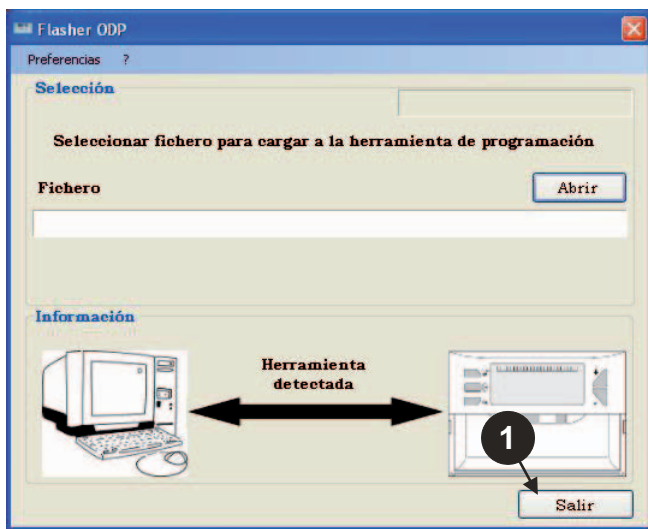 Flasher ODP
Preferencias ?
Selección
Seleccionar fichero para cargar a la herramienta de programación
Fichero
Abrir
Información
Herramienta
detectada
1
Salir